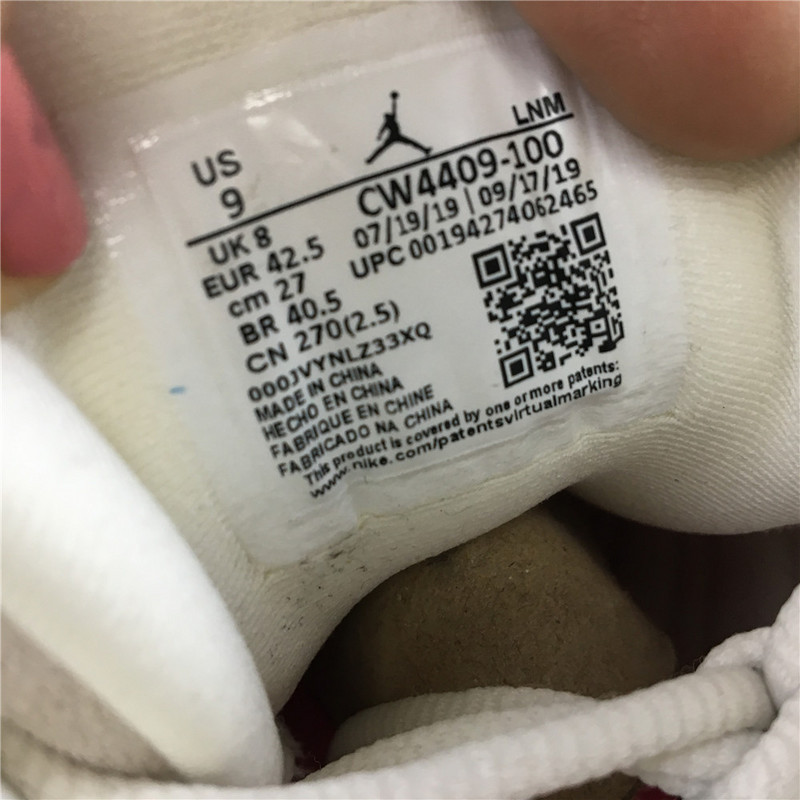 US
9
LNM
CW4409-100
07/19/19 | 09/17/19
UPC 00194274062465
UK 8
EUR 42.5
cm 27
BR 40.5
CN 270(2.5)
000JVYNLZ33XQ
MADE IN CHINA
HECHO EN CHINA
FABRIQUE EN CHINE
FABRICADO NA CHINA
This product is covered by one or more patents:
www.nike.com/patentsvirtualmarking